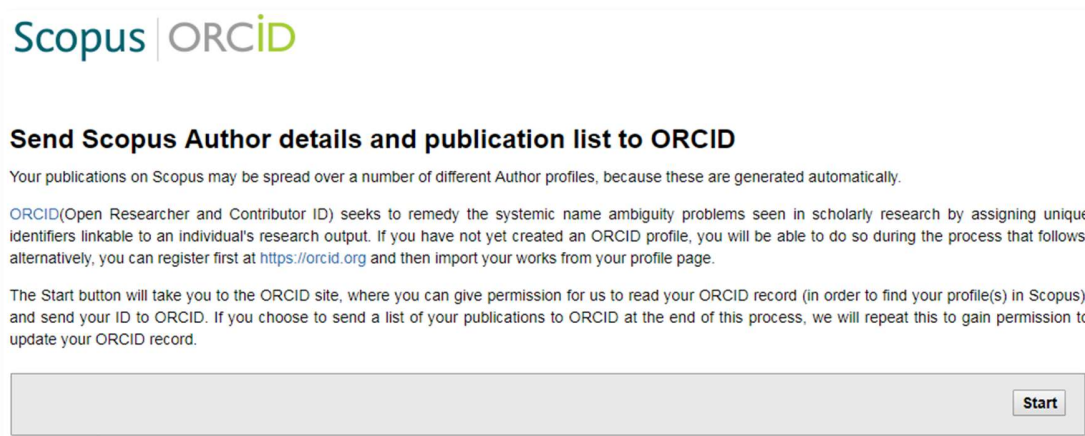 Scopus ORCiD
Send Scopus Author details and publication list to ORCID
Your publications on Scopus may be spread over a number of different Author profiles, because these are generated automatically.
ORCID(Open Researcher and Contributor ID) seeks to remedy the systemic name ambiguity problems seen in scholarly research by assigning unique
identifiers linkable to an individual's research output. If you have not yet created an ORCID profile, you will be able to do so during the process that follows
alternatively, you can register first at https://orcid.org and then import your works from your profile page.
The Start button will take you to the ORCID site, where you can give permission for us to read your ORCID record (in order to find your profile(s) in Scopus)
and send your ID to ORCID. If you choose to send a list of your publications to ORCID at the end of this process, we will repeat this to gain permission to
update your ORCID record.
Start